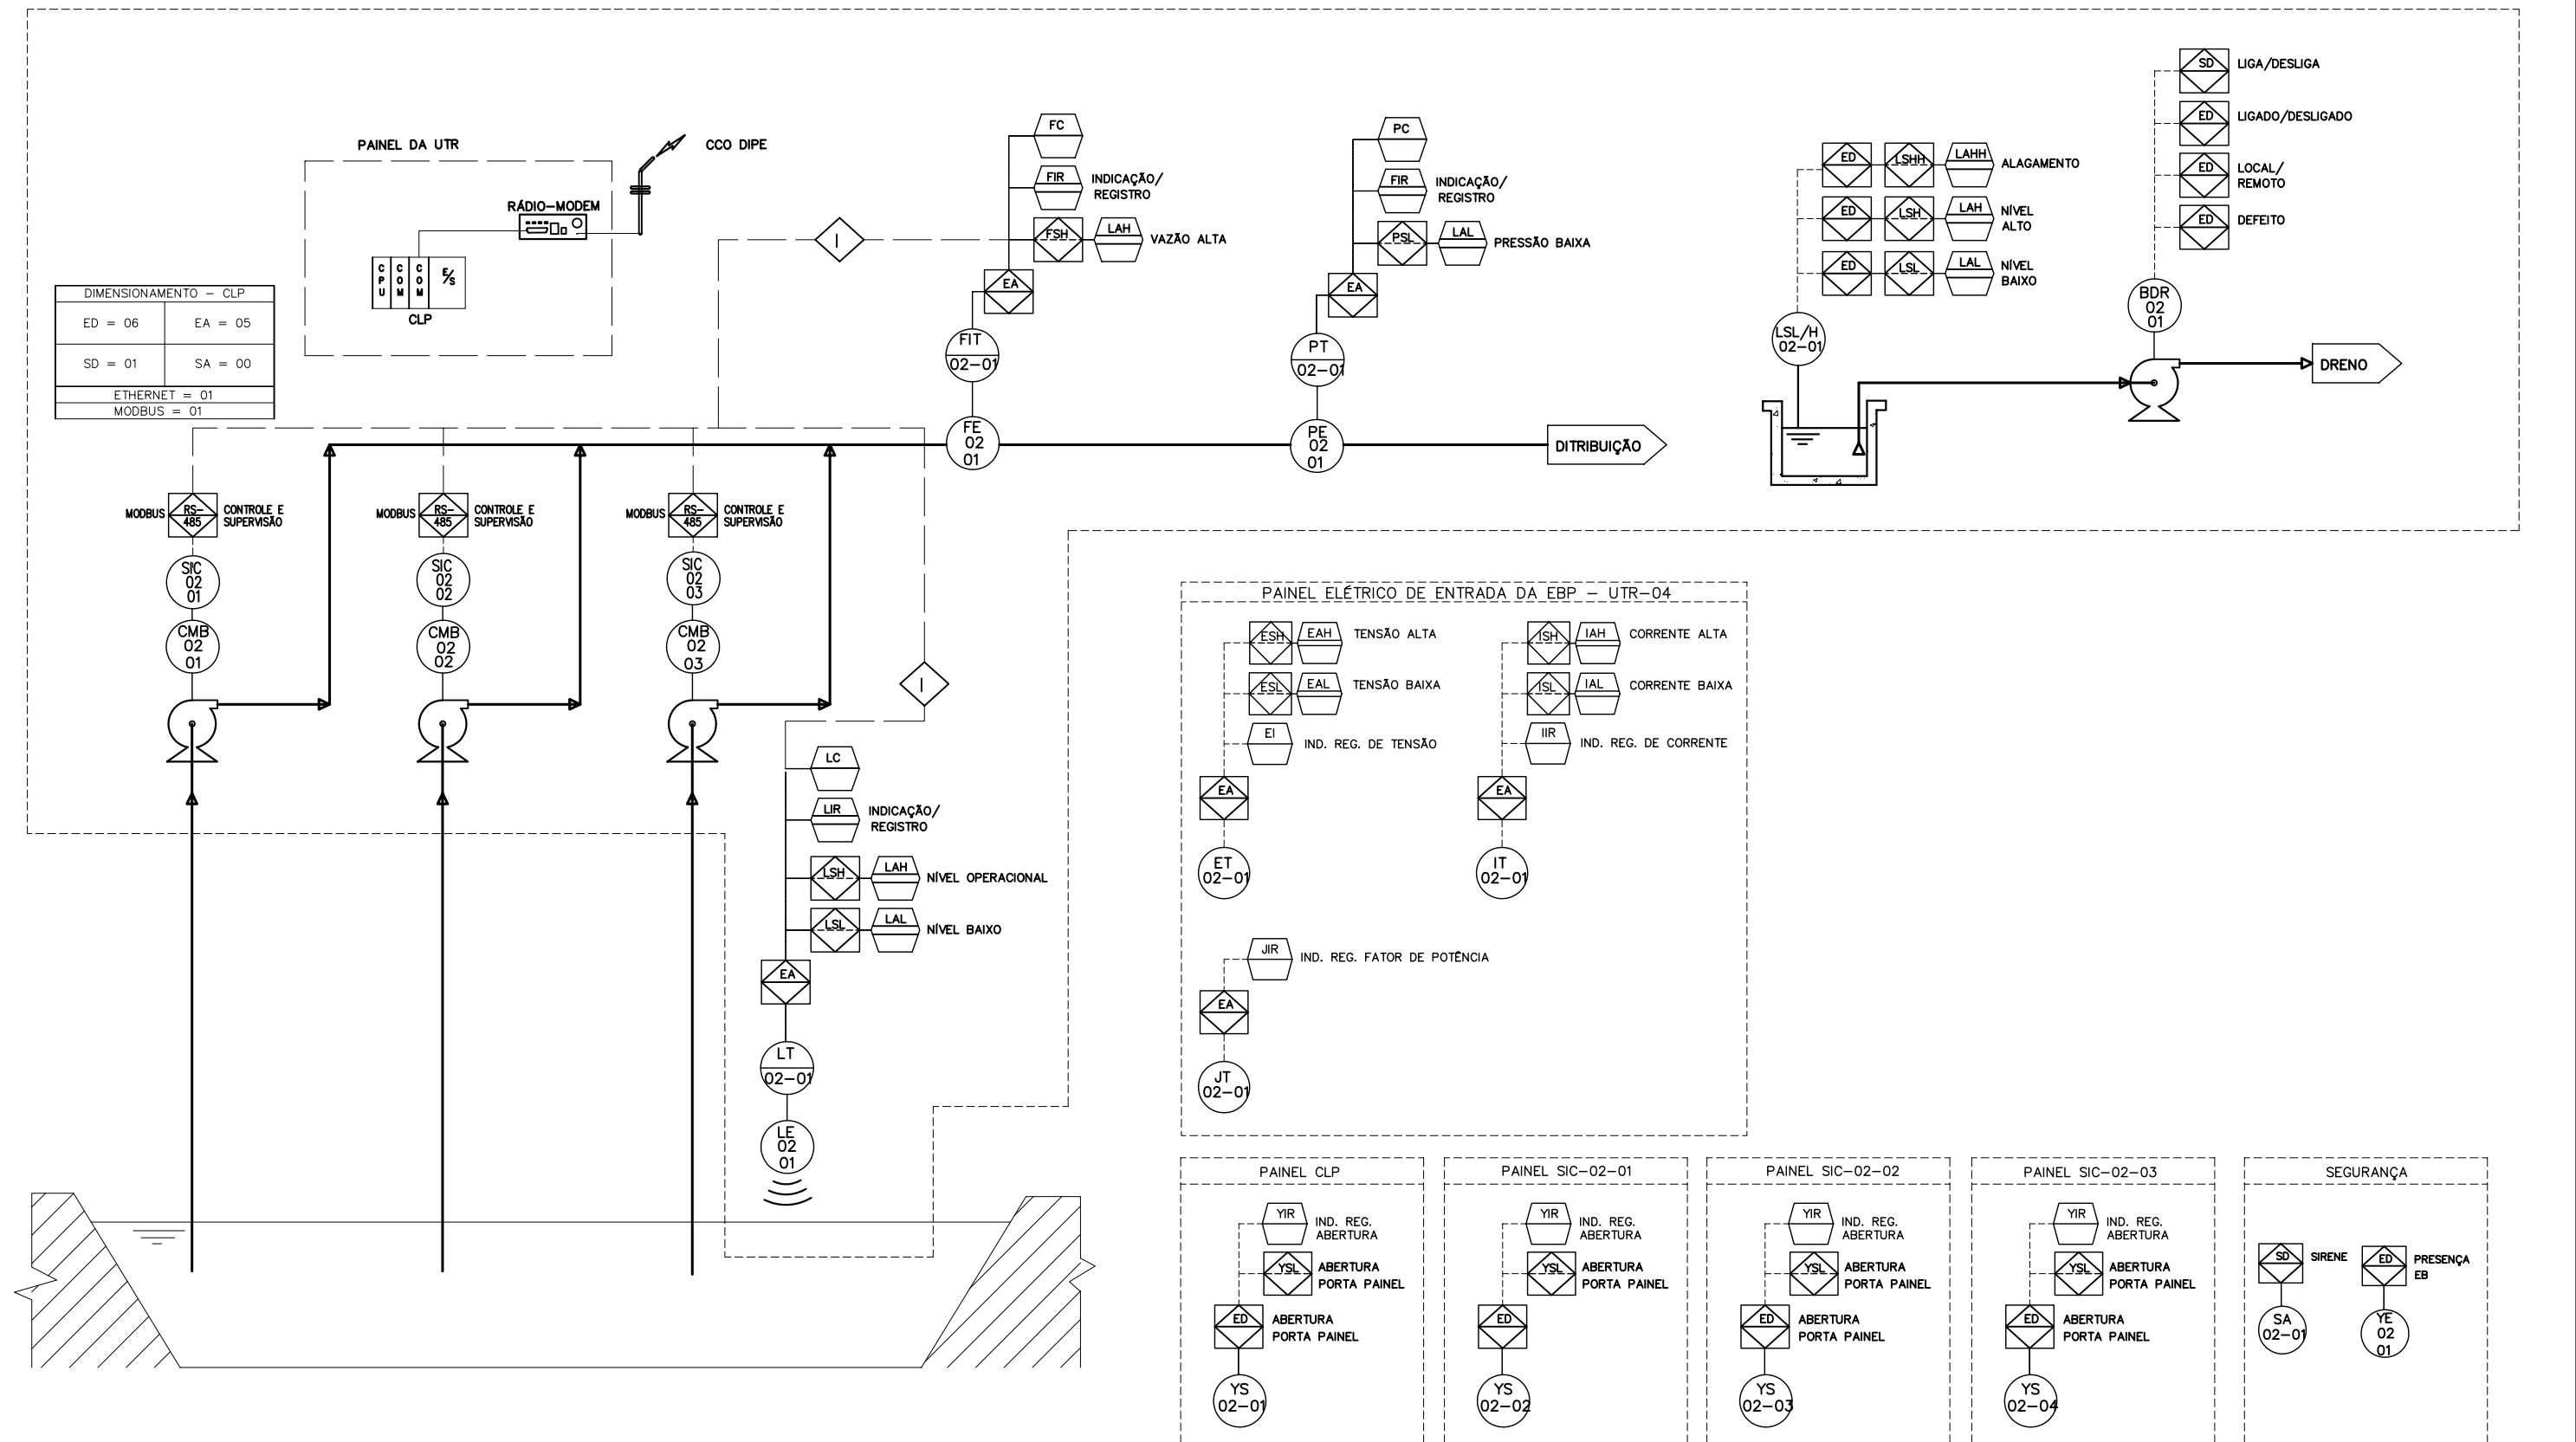 PAINEL DA UTR
CCO DIPE
RÁDIO-MODEM
CPU
COM
COM
E/S
CLP
DIMENSIONAMENTO - CLP
ED = 06
EA = 05
SD = 01
SA = 00
ETHERNET = 01
MODBUS = 01
FC
FIR
INDICAÇÃO/
REGISTRO
FSH
LAH
VAZÃO ALTA
EA
FIT
02-01
FE
02
01
I
PC
FIR
INDICAÇÃO/
REGISTRO
PSL
LAL
PRESSÃO BAIXA
EA
PT
02-01
PE
02
01
DITRIBUIÇÃO
ED
LSHH
LAHH
ALAGAMENTO
ED
LSH
LAH
NÍVEL
ALTO
ED
LSL
LAL
NÍVEL
BAIXO
LSL/H
02-01
SD
LIGA/DESLIGA
ED
LIGADO/DESLIGADO
ED
LOCAL/
REMOTO
ED
DEFEITO
BDR
02
01
DRENO
MODBUS
RS-
485
CONTROLE E
SUPERVISÃO
SIC
02
01
CMB
02
01
MODBUS
RS-
485
CONTROLE E
SUPERVISÃO
SIC
02
02
CMB
02
02
MODBUS
RS-
485
CONTROLE E
SUPERVISÃO
SIC
02
03
CMB
02
03
I
LC
LIR
INDICAÇÃO/
REGISTRO
LSH
LAH
NÍVEL OPERACIONAL
LSL
LAL
NÍVEL BAIXO
EA
LT
02-01
LE
02
01
PAINEL ELÉTRICO DE ENTRADA DA EBP - UTR-04
ESH
EAH
TENSÃO ALTA
ESL
EAL
TENSÃO BAIXA
EI
IND. REG. DE TENSÃO
EA
ET
02-01
ISH
IAH
CORRENTE ALTA
ISL
IAL
CORRENTE BAIXA
IIR
IND. REG. DE CORRENTE
EA
IT
02-01
JIR
IND. REG. FATOR DE POTÊNCIA
EA
JT
02-01
PAINEL CLP
YIR
IND. REG.
ABERTURA
YSL
ABERTURA
PORTA PAINEL
ED
ABERTURA
PORTA PAINEL
YS
02-01
PAINEL SIC-02-01
YIR
IND. REG.
ABERTURA
YSL
ABERTURA
PORTA PAINEL
ED
YS
02-02
PAINEL SIC-02-02
YIR
IND. REG.
ABERTURA
YSL
ABERTURA
PORTA PAINEL
ED
ABERTURA
PORTA PAINEL
YS
02-03
PAINEL SIC-02-03
YIR
IND. REG.
ABERTURA
YSL
ABERTURA
PORTA PAINEL
ED
ABERTURA
PORTA PAINEL
YS
02-04
SEGURANÇA
SD
SIRENE
SA
02-01
ED
PRESENÇA
EB
YE
02
01